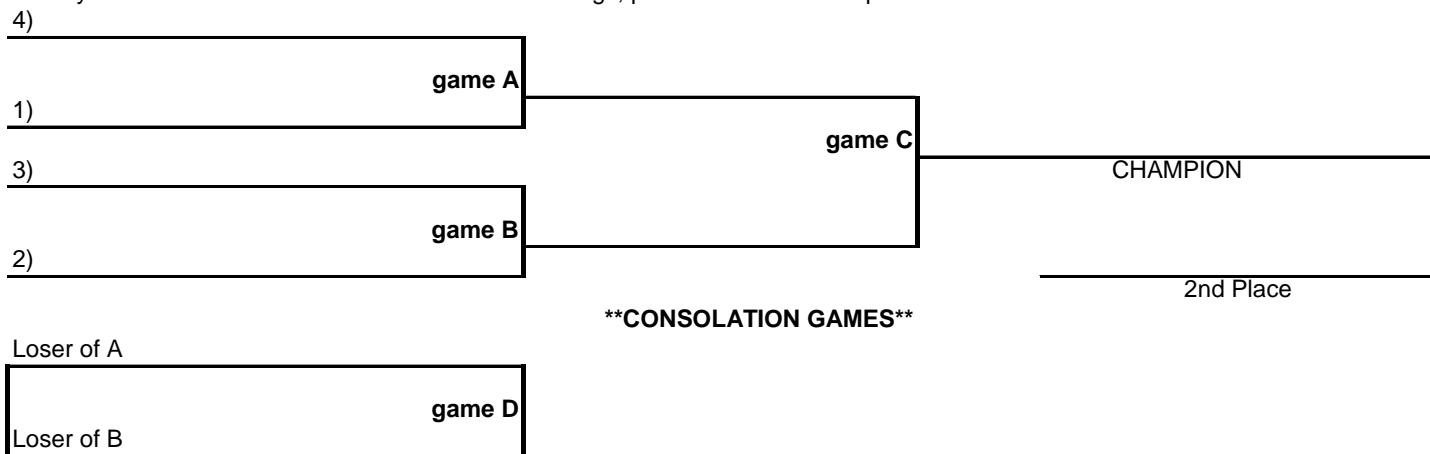 4)
game A
1)
game C
3)
CHAMPION
game B
2)
2nd Place
**CONSOLATION GAMES**
Loser of A
game D
Loser of B